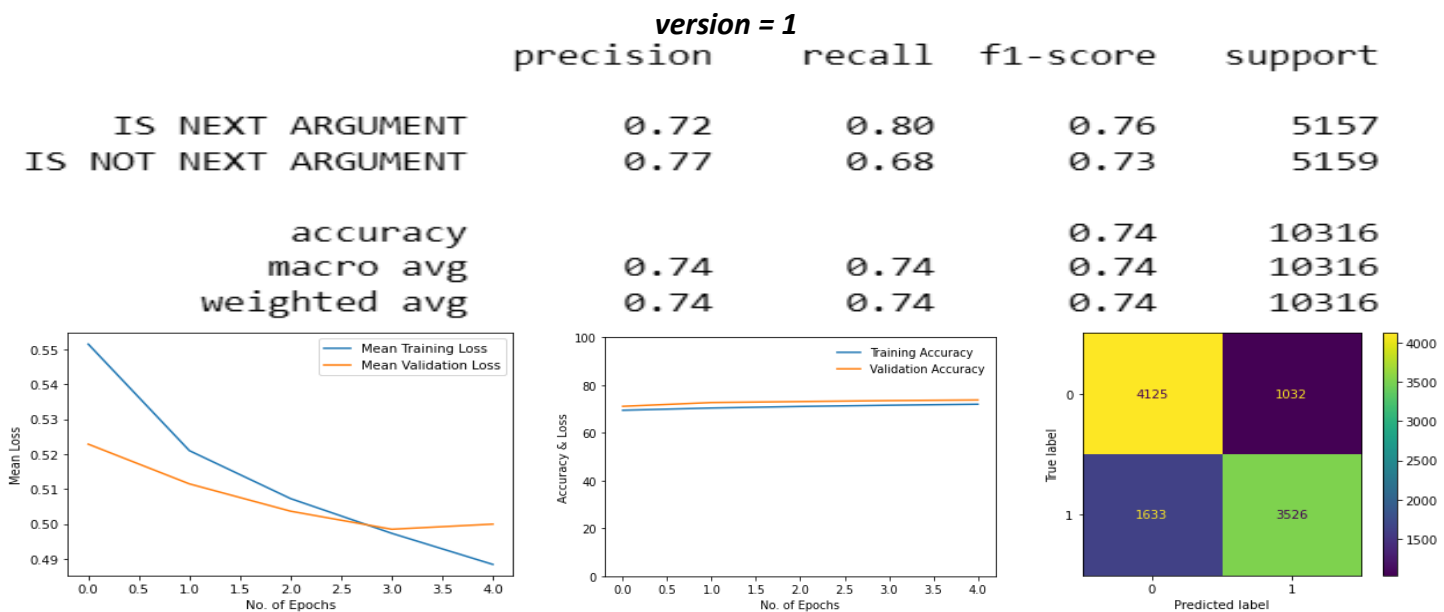 version = 1
precision recall f1-score support
IS NEXT ARGUMENT 0.72 0.80 0.76 5157
IS NOT NEXT ARGUMENT 0.77 0.68 0.73 5159
accuracy 0.74 10316
macro avg 0.74 0.74 0.74 10316
weighted avg 0.74 0.74 0.74 10316
Mean Loss
0.55
0.54
0.53
0.52
0.51
0.50
0.49
Mean Training Loss
Mean Validation Loss
0.0 0.5 1.0 1.5 2.0 2.5 3.0 3.5 4.0
No. of Epochs
Accuracy & Loss
100
80
60
40
20
0
Training Accuracy
Validation Accuracy
0.0 0.5 1.0 1.5 2.0 2.5 3.0 3.5 4.0
No. of Epochs
True label
0 4125 1032
1 1633 3526
0 1
Predicted label
4000
3500
3000
2500
2000
1500